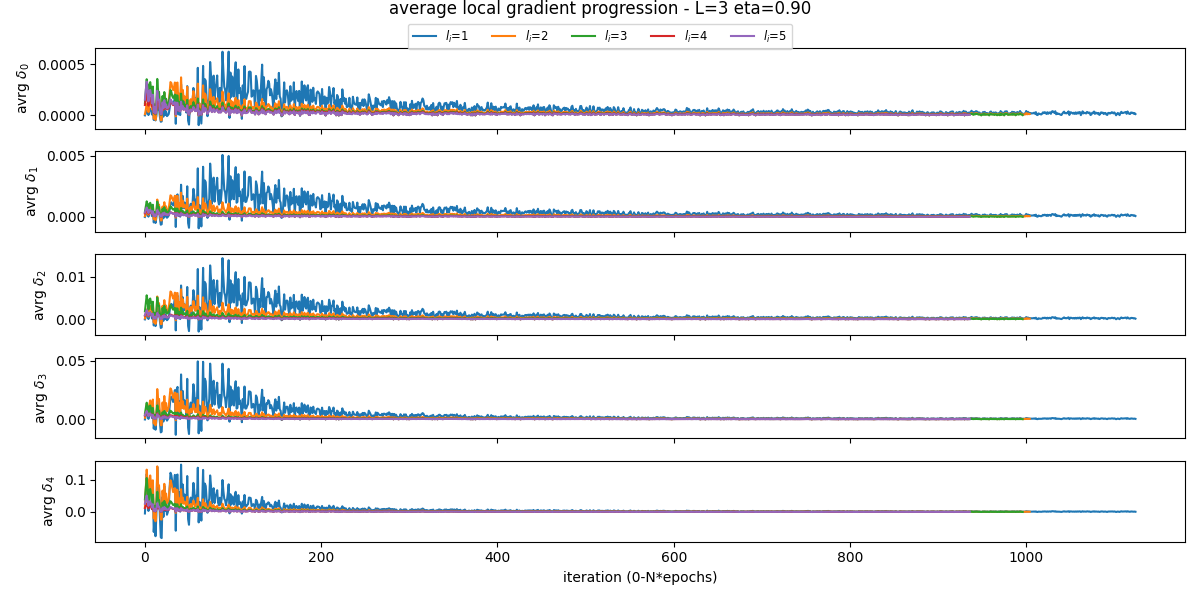 average local gradient progression - L=3 eta=0.90
l_i=1 l_i=2 l_i=3 l_i=4 l_i=5
avrg δ_0
0.0005
0.0000
avrg δ_1
0.005
0.000
avrg δ_2
0.01
0.00
avrg δ_3
0.05
0.00
avrg δ_4
0.1
0.0
0 200 400 600 800 1000
iteration (0-N*epochs)